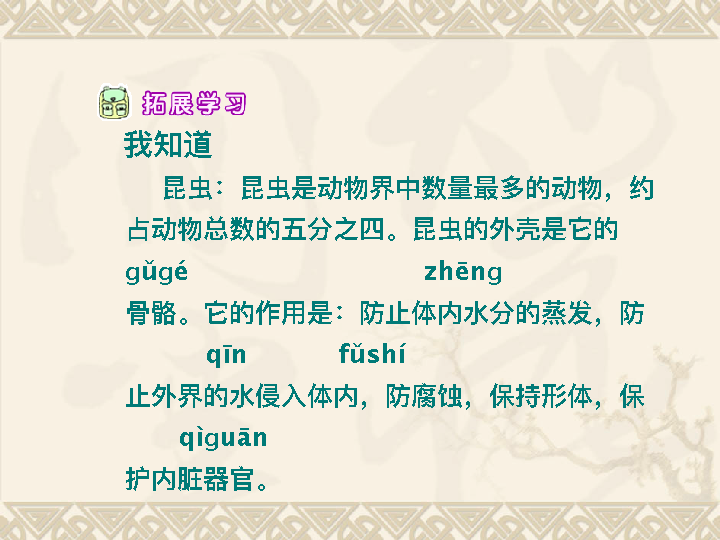 拓展学习
我知道
昆虫：昆虫是动物界中数量最多的动物，约
占动物总数的五分之四。昆虫的外壳是它的
gǔgé zhēng
骨骼。它的作用是：防止体内水分的蒸发，防
qīn fǔshí
止外界的水侵入体内，防腐蚀，保持形体，保
qìguān
护内脏器官。